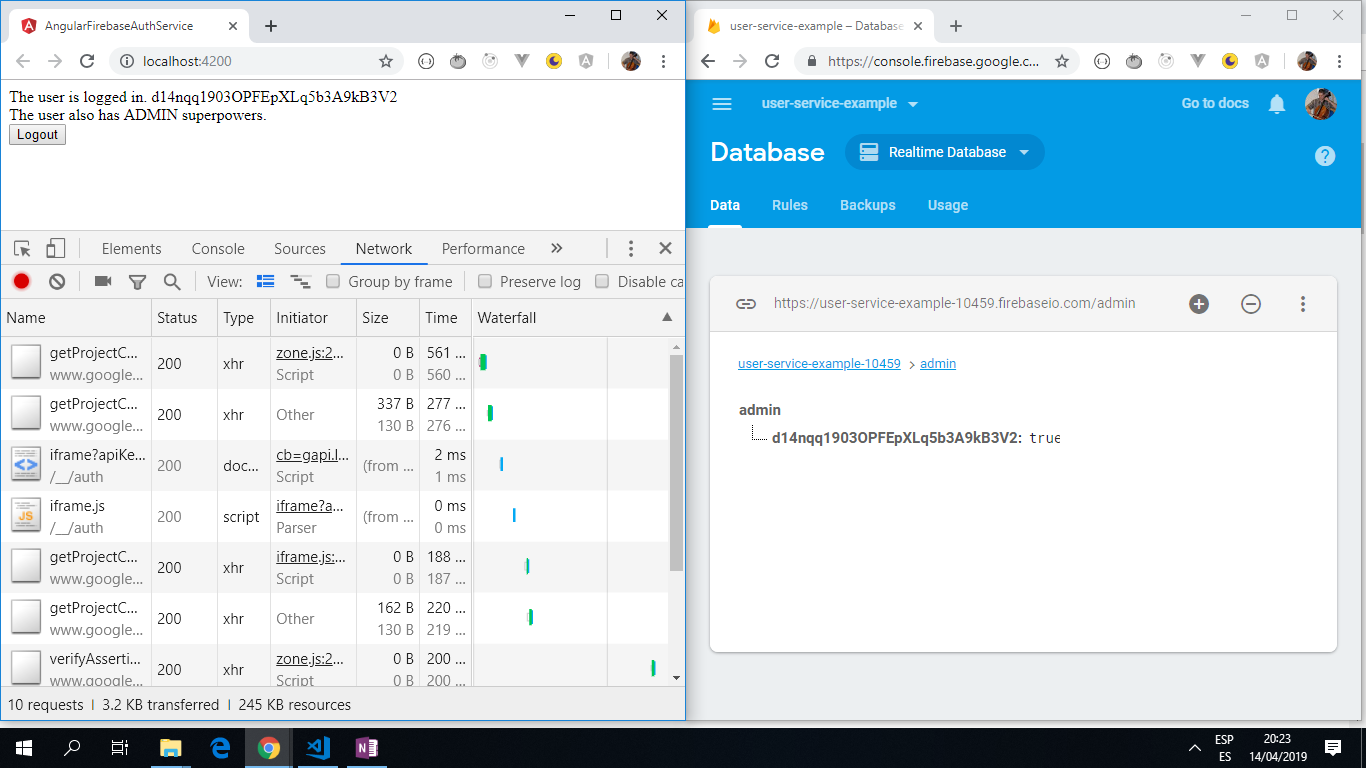 AngularFirebaseAuthService
localhost:4200
The user is logged in. d14nqq1903OPFEpXLq5b3A9kB3V2
The user also has ADMIN superpowers.
Logout
Elements Console Sources Network Performance
View: Group by frame Preserve log Disable ca
Name Status Type Initiator Size Time Waterfall
getProjectC... 200 xhr zone.js:2... 0 B 561 ...
www.google... Script 0 B 560 ...
getProjectC... 200 xhr Other 337 B 277 ...
www.google... 130 B 276 ...
iframe?apiKe... 200 doc... cb=gapi.l... (from ... 2 ms
/__/auth Script 1 ms
iframe.js 200 script iframe?a... (from ... 0 ms
/__/auth Parser 0 ms
getProjectC... 200 xhr iframe.js:... 0 B 188 ...
www.google... Script 0 B 187 ...
getProjectC... 200 xhr Other 162 B 220 ...
www.google... 130 B 219 ...
verifyAsserti... 200 xhr zone.js:2... 0 B 200 ...
www.google... Script 0 B 200 ...
10 requests 3.2 KB transferred 245 KB resources
user-service-example – Database
https://console.firebase.google.c...
user-service-example Go to docs
Database Realtime Database
Data Rules Backups Usage
https://user-service-example-10459.firebaseio.com/admin
user-service-example-10459 > admin
admin
d14nqq1903OPFEpXLq5b3A9kB3V2: true
ESP
ES
20:23
14/04/2019